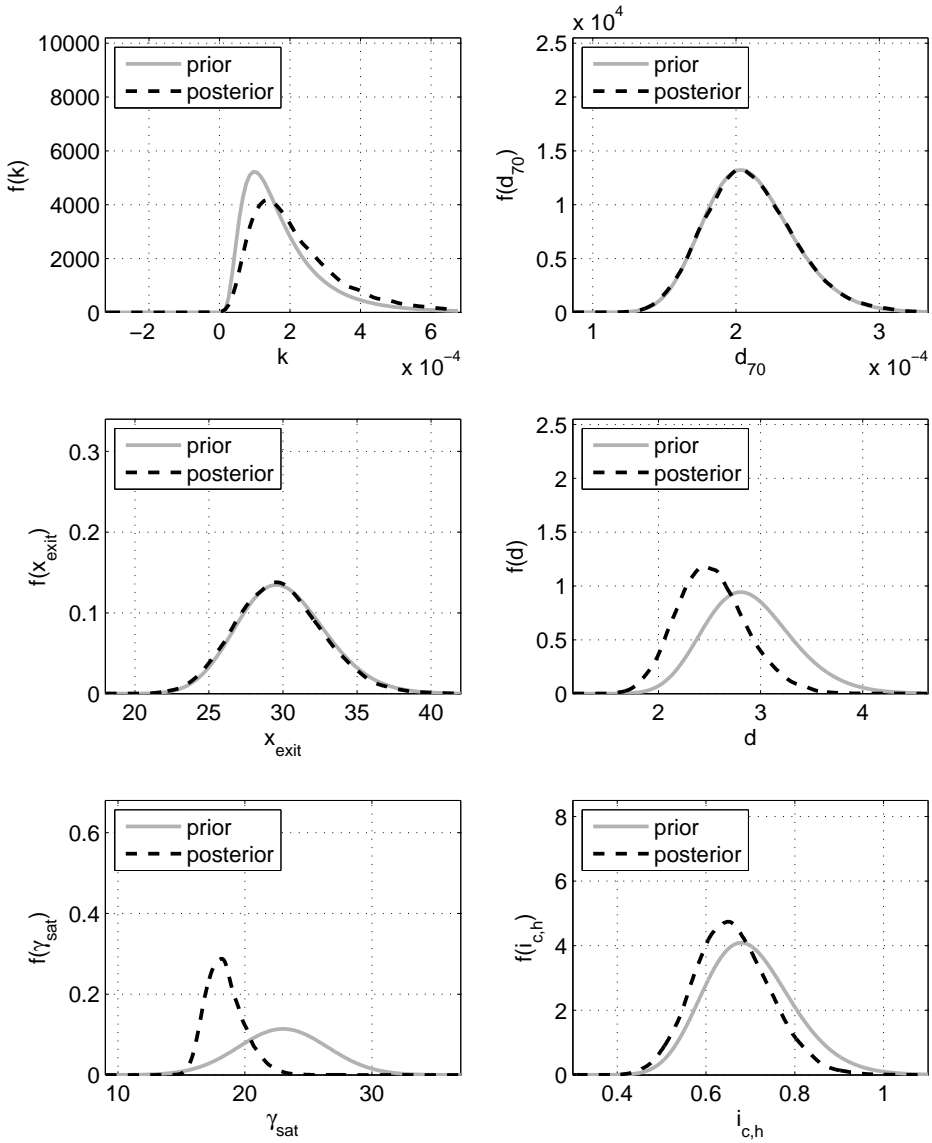 10000
8000
6000
4000
2000
0
f(k)
prior
posterior
−2 0 2 4 6
k
x 10⁻⁴
x 10⁴
2.5
2
1.5
1
0.5
0
f(d₇₀)
prior
posterior
1 2 3
d₇₀
x 10⁻⁴
0.3
0.2
0.1
0
f(x_exit)
prior
posterior
20 25 30 35 40
x_exit
2.5
2
1.5
1
0.5
0
f(d)
prior
posterior
2 3 4
d
0.6
0.4
0.2
0
f(γ_sat)
prior
posterior
10 20 30
γ_sat
8
6
4
2
0
f(i_c,h)
prior
posterior
0.4 0.6 0.8 1
i_c,h